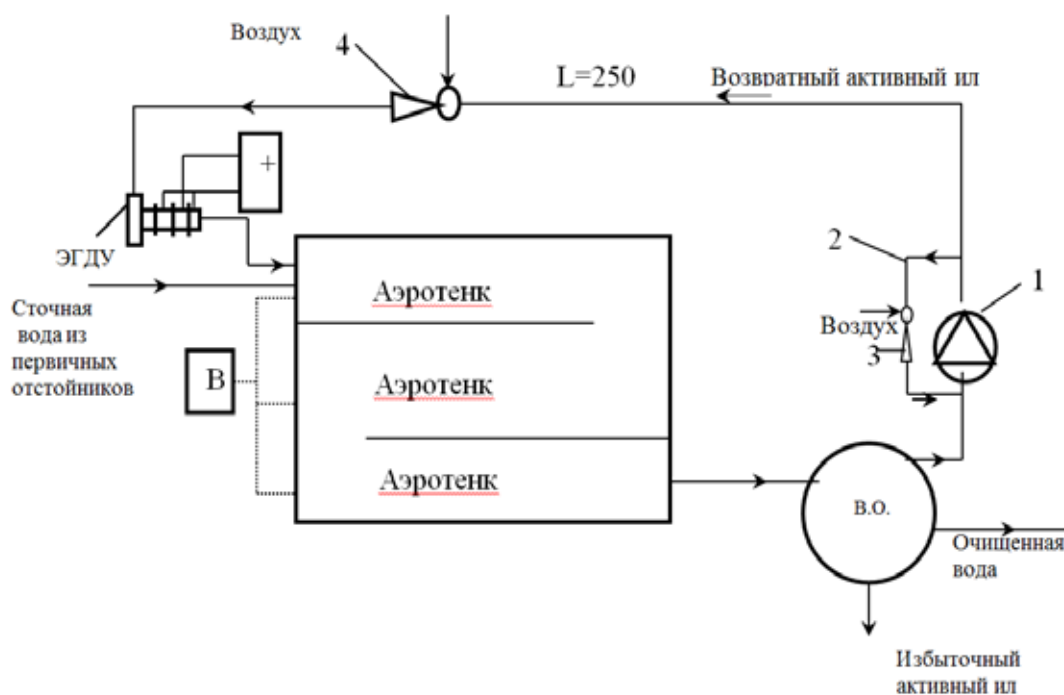 Воздух
4
L=250
Возвратный активный ил
+
ЭГДУ
2
1
Аэротенк
Сточная
вода из
первичных
отстойников
Воздух
3
В
Аэротенк
Аэротенк
В.О.
Очищенная
вода
Избыточный
активный ил